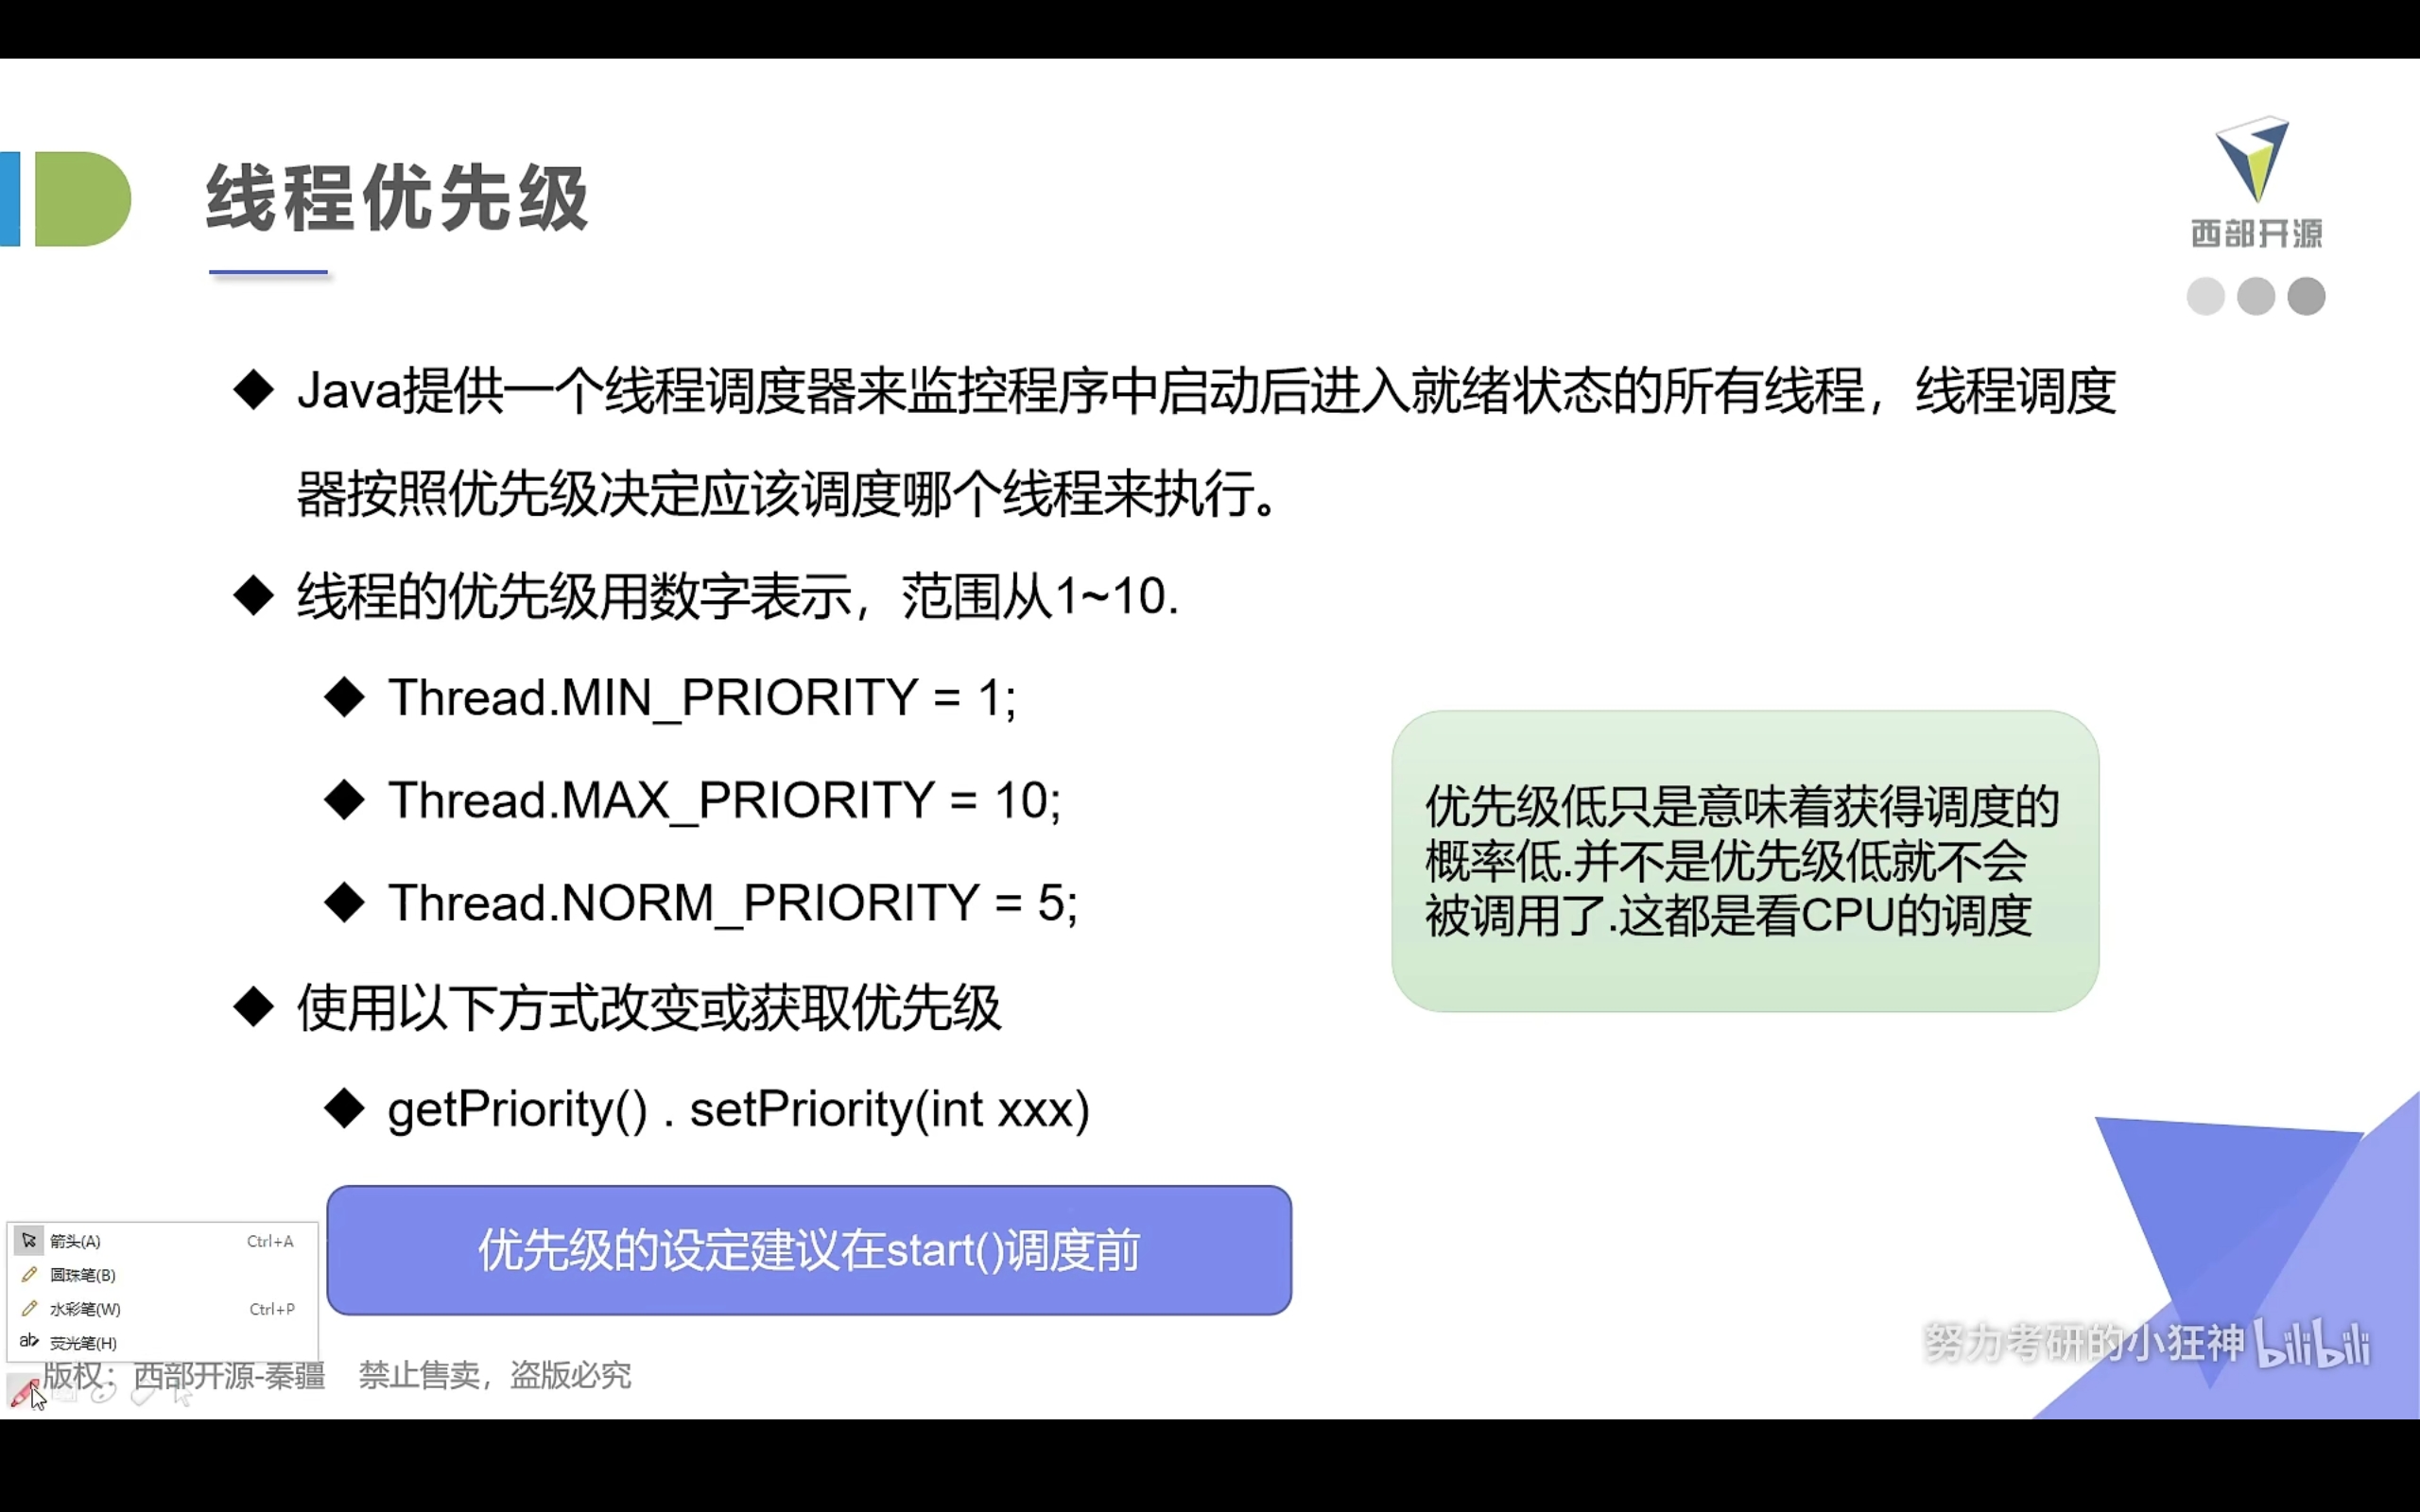 线程优先级
西部开源
Java提供一个线程调度器来监控程序中启动后进入就绪状态的所有线程，线程调度
器按照优先级决定应该调度哪个线程来执行。
线程的优先级用数字表示，范围从1~10.
Thread.MIN_PRIORITY = 1;
Thread.MAX_PRIORITY = 10;
Thread.NORM_PRIORITY = 5;
优先级低只是意味着获得调度的
概率低.并不是优先级低就不会
被调用了.这都是看CPU的调度
使用以下方式改变或获取优先级
getPriority() . setPriority(int xxx)
优先级的设定建议在start()调度前
箭头(A) Ctrl+A
圆珠笔(B)
水彩笔(W) Ctrl+P
荧光笔(H)
版权：西部开源-秦疆 禁止售卖，盗版必究
努力考研的小狂神 bilibili